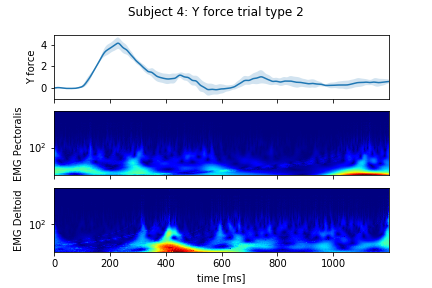 Subject 4: Y force trial type 2
4
2
0
Y force
10²
EMG Pectoralis
10²
EMG Deltoid
0 200 400 600 800 1000
time [ms]